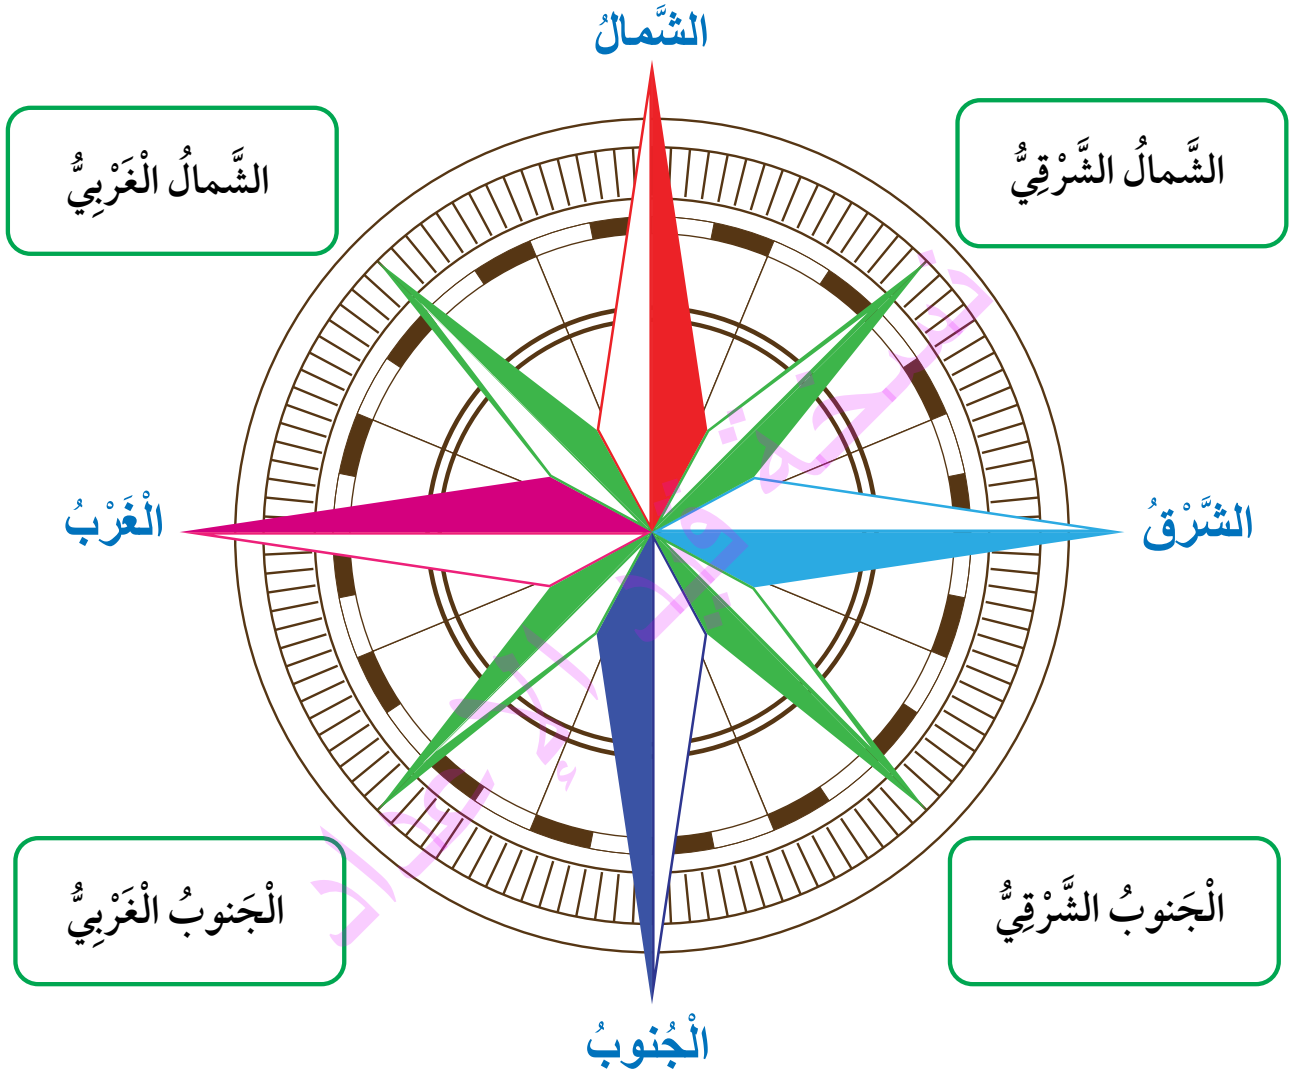 الشَّمالُ
الشَّمالُ الشَّرْقِيُّ
الشَّمالُ الْغَرْبِيُّ
الشَّرْقُ
الْغَرْبُ
الْجَنوبُ الشَّرْقِيُّ
الْجَنوبُ الْغَرْبِيُّ
الْجُنوبُ